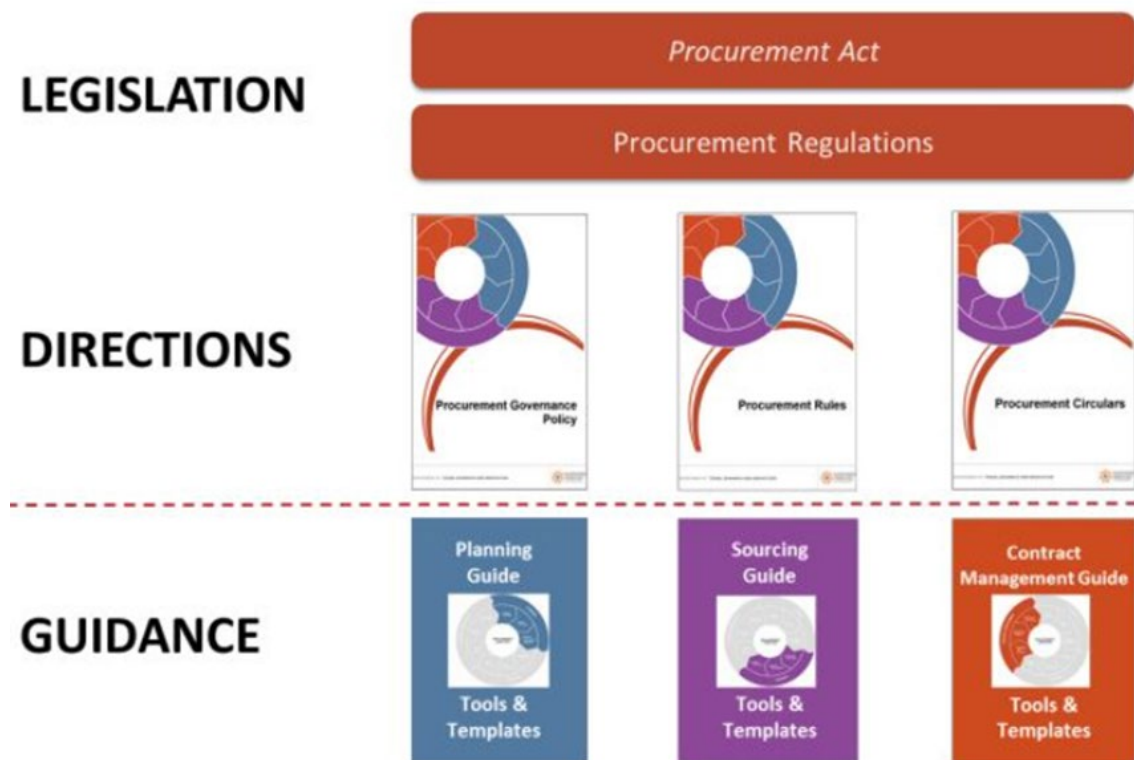 LEGISLATION
Procurement Act
Procurement Regulations
DIRECTIONS
Procurement Governance
Policy
Procurement Rules
Procurement Circulars
GUIDANCE
Planning
Guide
Tools &
Templates
Sourcing
Guide
Tools &
Templates
Contract
Management Guide
Tools &
Templates